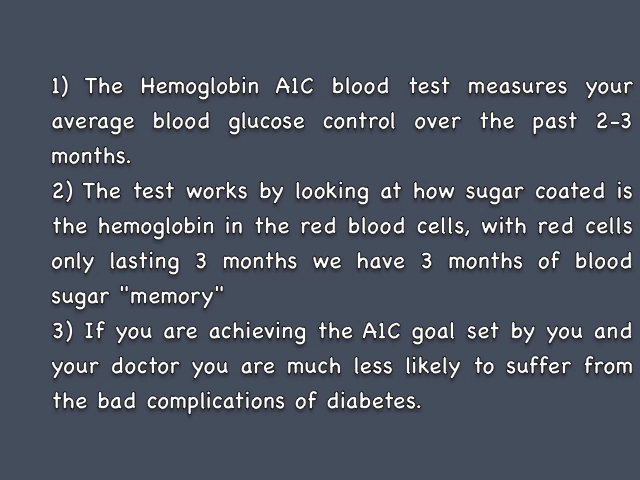 1) The Hemoglobin A1C blood test measures your
average blood glucose control over the past 2-3
months.
2) The test works by looking at how sugar coated is
the hemoglobin in the red blood cells, with red cells
only lasting 3 months we have 3 months of blood
sugar "memory"
3) If you are achieving the A1C goal set by you and
your doctor you are much less likely to suffer from
the bad complications of diabetes.